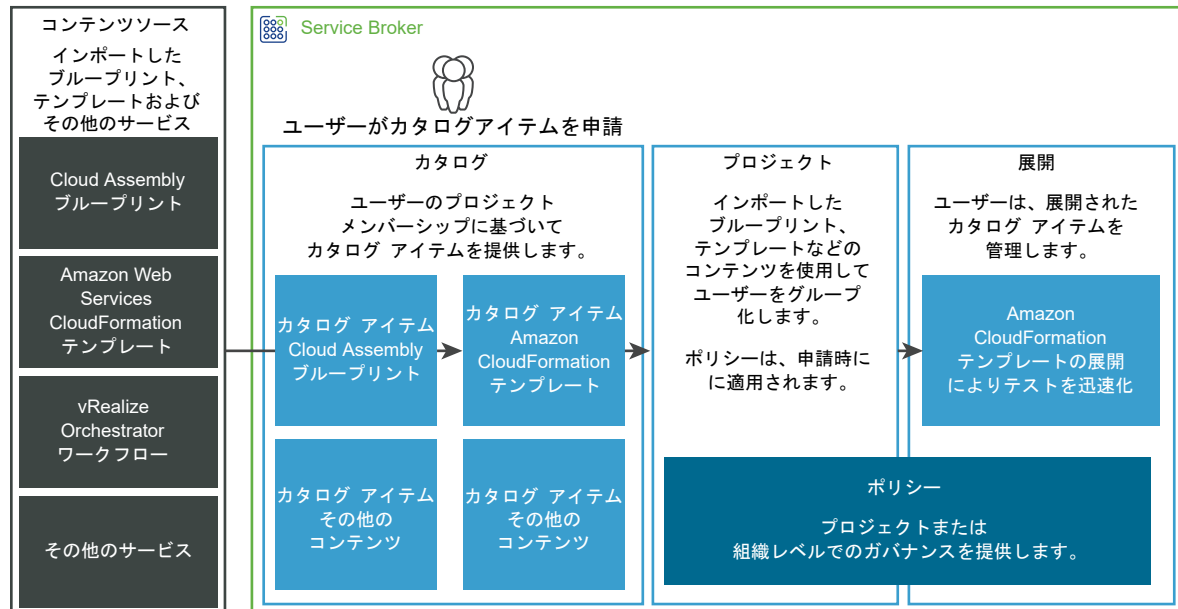 コンテンツソース
インポートした
ブループリント、
テンプレートおよび
その他のサービス
Cloud Assembly
ブループリント
Amazon Web
Services
CloudFormation
テンプレート
vRealize
Orchestrator
ワークフロー
その他のサービス
Service Broker
ユーザーがカタログアイテムを申請
カタログ
ユーザーのプロジェクト
メンバーシップに基づいて
カタログ アイテムを提供します。
カタログ アイテム
Cloud Assembly
ブループリント
カタログ アイテム
Amazon
CloudFormation
テンプレート
カタログ アイテム
その他の
コンテンツ
カタログ アイテム
その他の
コンテンツ
プロジェクト
インポートした
ブループリント、
テンプレートなどの
コンテンツを使用して
ユーザーをグループ
化します。
ポリシーは、申請時に
に適用されます。
展開
ユーザーは、展開された
カタログ アイテムを
管理します。
Amazon
CloudFormation
テンプレートの展開
によりテストを迅速化
ポリシー
プロジェクトまたは
組織レベルでのガバナンスを提供します。